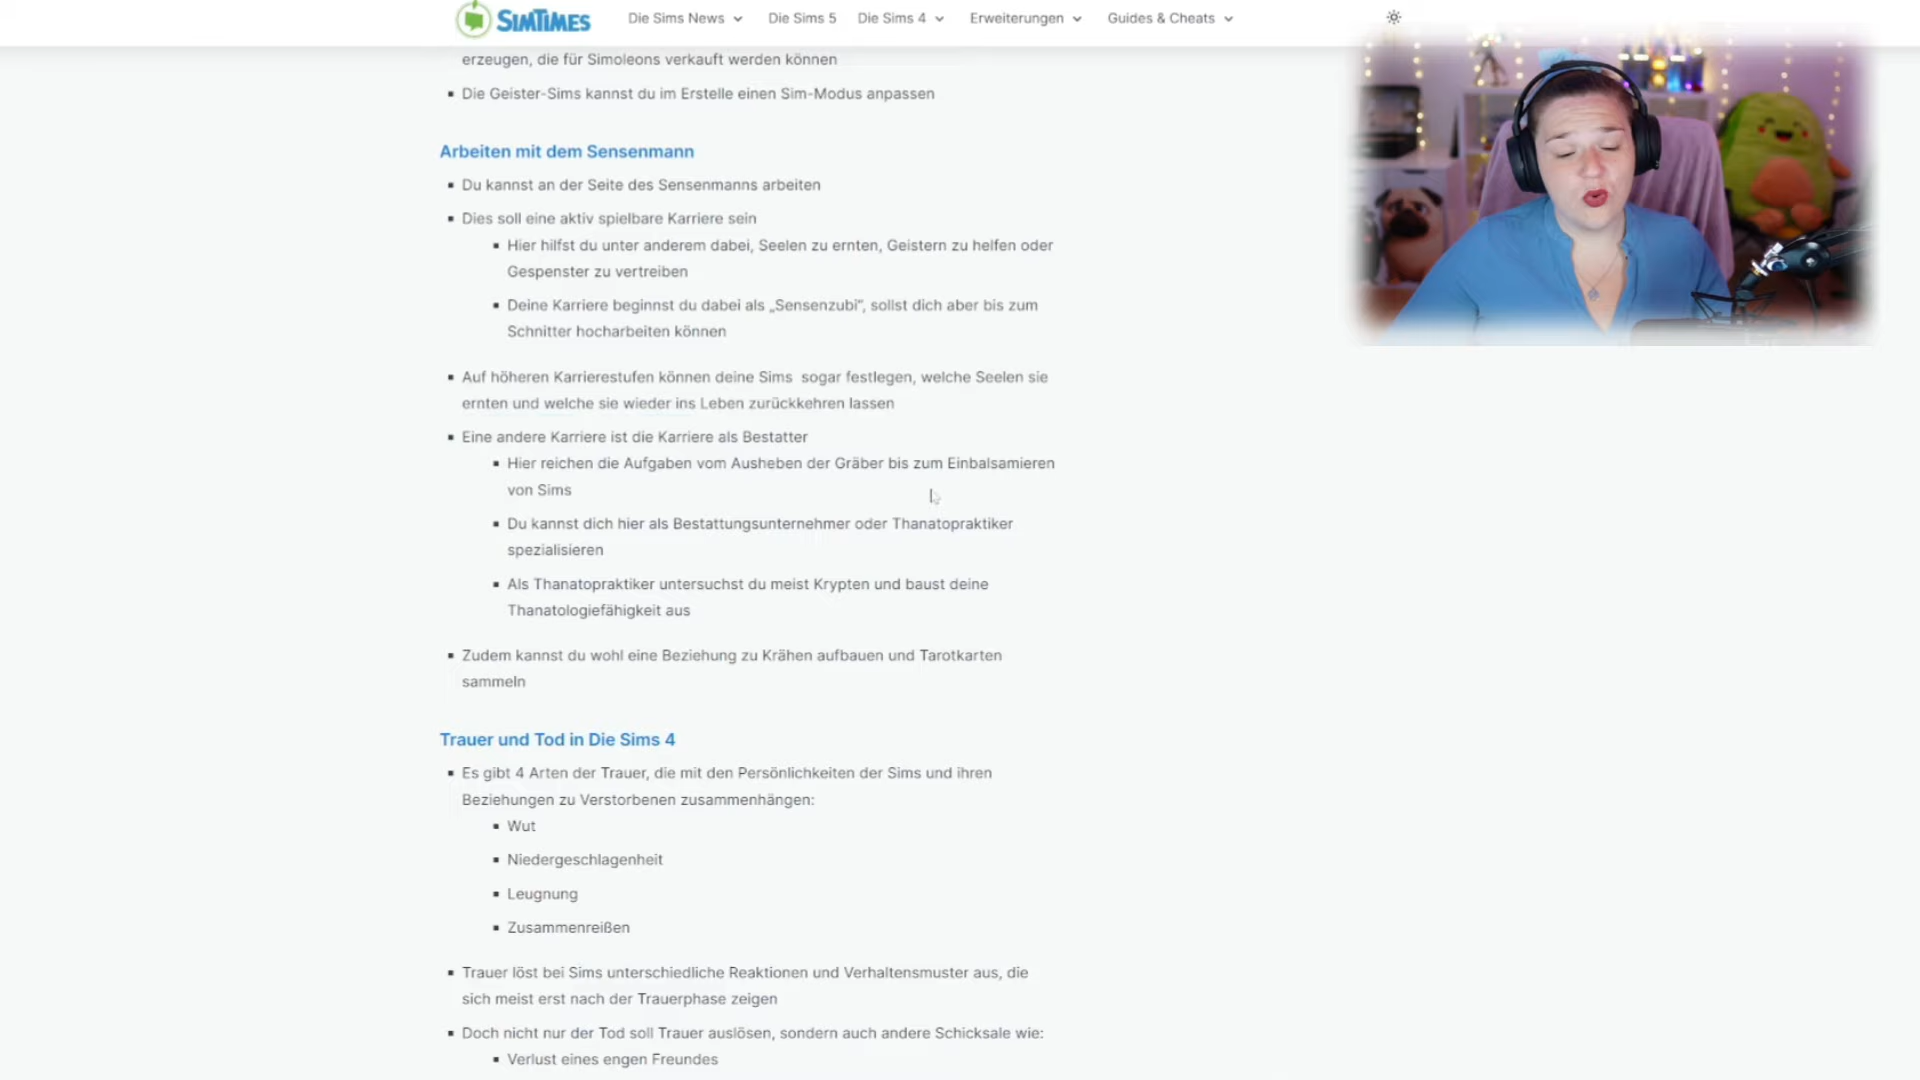 SIMTIMES
Die Sims News
Die Sims 5
Die Sims 4
Erweiterungen
Guides & Cheats
erzeugen, die für Simoleons verkauft werden können
Die Geister-Sims kannst du im Erstelle einen Sim-Modus anpassen
Arbeiten mit dem Sensenmann
Du kannst an der Seite des Sensenmanns arbeiten
Dies soll eine aktiv spielbare Karriere sein
Hier hilfst du unter anderem dabei, Seelen zu ernten, Geistern zu helfen oder
Gespenster zu vertreiben
Deine Karriere beginnst du dabei als „Sensenzubi“, sollst dich aber bis zum
Schnitter hocharbeiten können
Auf höheren Karrierestufen können deine Sims sogar festlegen, welche Seelen sie
ernten und welche sie wieder ins Leben zurückkehren lassen
Eine andere Karriere ist die Karriere als Bestatter
Hier reichen die Aufgaben vom Ausheben der Gräber bis zum Einbalsamieren
von Sims
Du kannst dich hier als Bestattungsunternehmer oder Thanatopraktiker
spezialisieren
Als Thanatopraktiker untersuchst du meist Krypten und baust deine
Thanatologiefähigkeit aus
Zudem kannst du wohl eine Beziehung zu Krähen aufbauen und Tarotkarten
sammeln
Trauer und Tod in Die Sims 4
Es gibt 4 Arten der Trauer, die mit den Persönlichkeiten der Sims und ihren
Beziehungen zu Verstorbenen zusammenhängen:
Wut
Niedergeschlagenheit
Leugnung
Zusammenreißen
Trauer löst bei Sims unterschiedliche Reaktionen und Verhaltensmuster aus, die
sich meist erst nach der Trauerphase zeigen
Doch nicht nur der Tod soll Trauer auslösen, sondern auch andere Schicksale wie:
Verlust eines engen Freundes